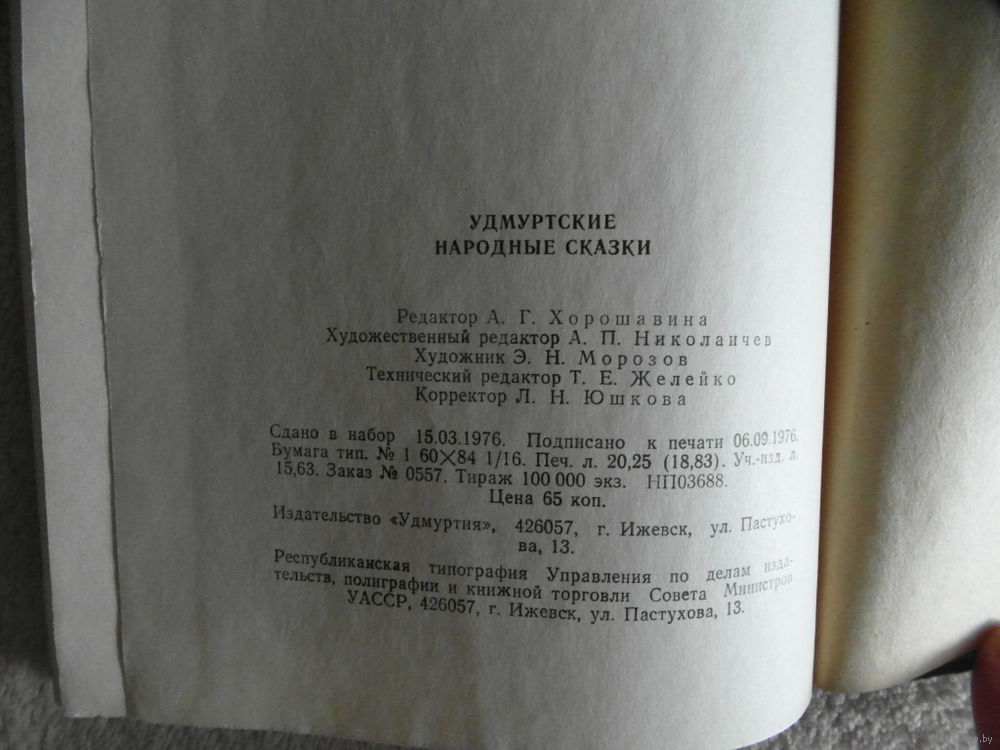 УДМУРТСКИЕ
НАРОДНЫЕ СКАЗКИ
Редактор А. Г. Хорошавина
Художественный редактор А. П. Николаичев
Художник Э. Н. Морозов
Технический редактор Т. Е. Желейко
Корректор Л. Н. Юшкова
Сдано в набор 15.03.1976. Подписано к печати 06.09.1976.
Бумага тип. № 1 60×84 1/16. Печ. л. 20,25 (18,83). Уч.-изд. л.
15,63. Заказ № 0557. Тираж 100 000 экз. НП03688.
Цена 65 коп.
Издательство «Удмуртия», 426057, г. Ижевск, ул. Пастухо-
ва, 13.
Республиканская типография Управления по делам изда-
тельств, полиграфии и книжной торговли Совета Министров
УАССР, 426057, г. Ижевск, ул. Пастухова, 13.